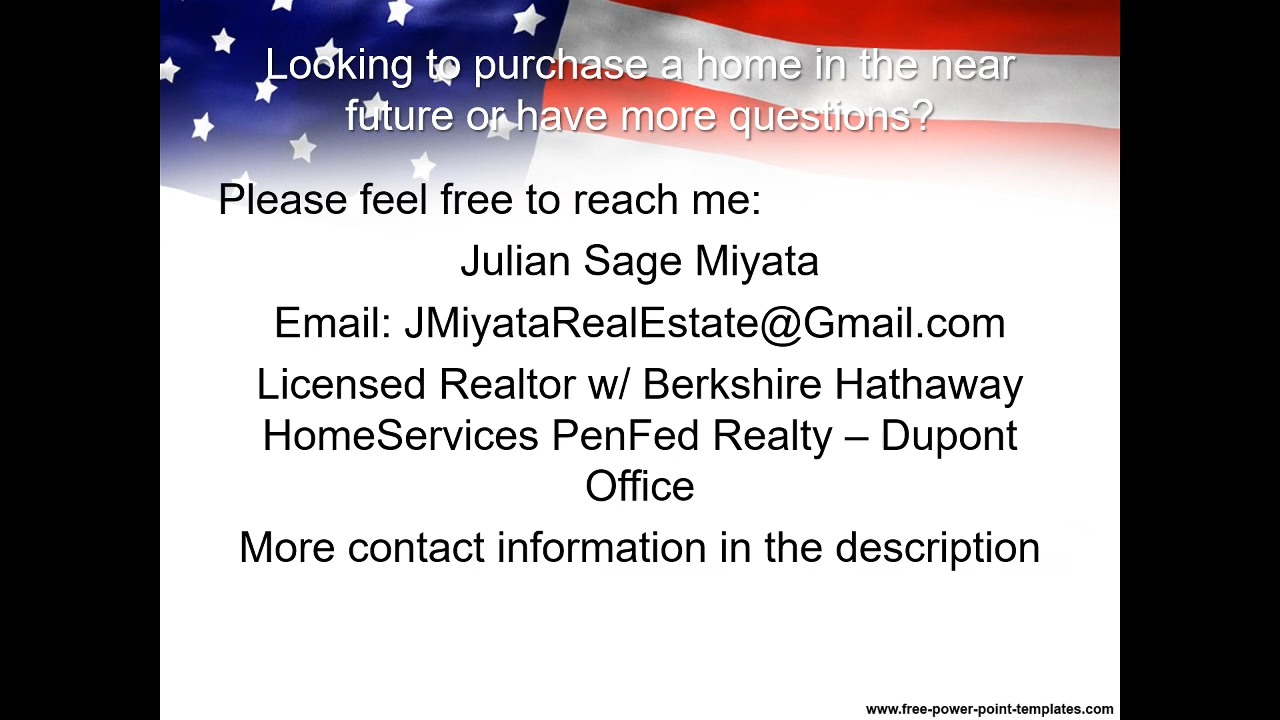 Looking to purchase a home in the near
future or have more questions?
Please feel free to reach me:
Julian Sage Miyata
Email: JMiyataRealEstate@Gmail.com
Licensed Realtor w/ Berkshire Hathaway
HomeServices PenFed Realty – Dupont
Office
More contact information in the description
www.free-power-point-templates.com